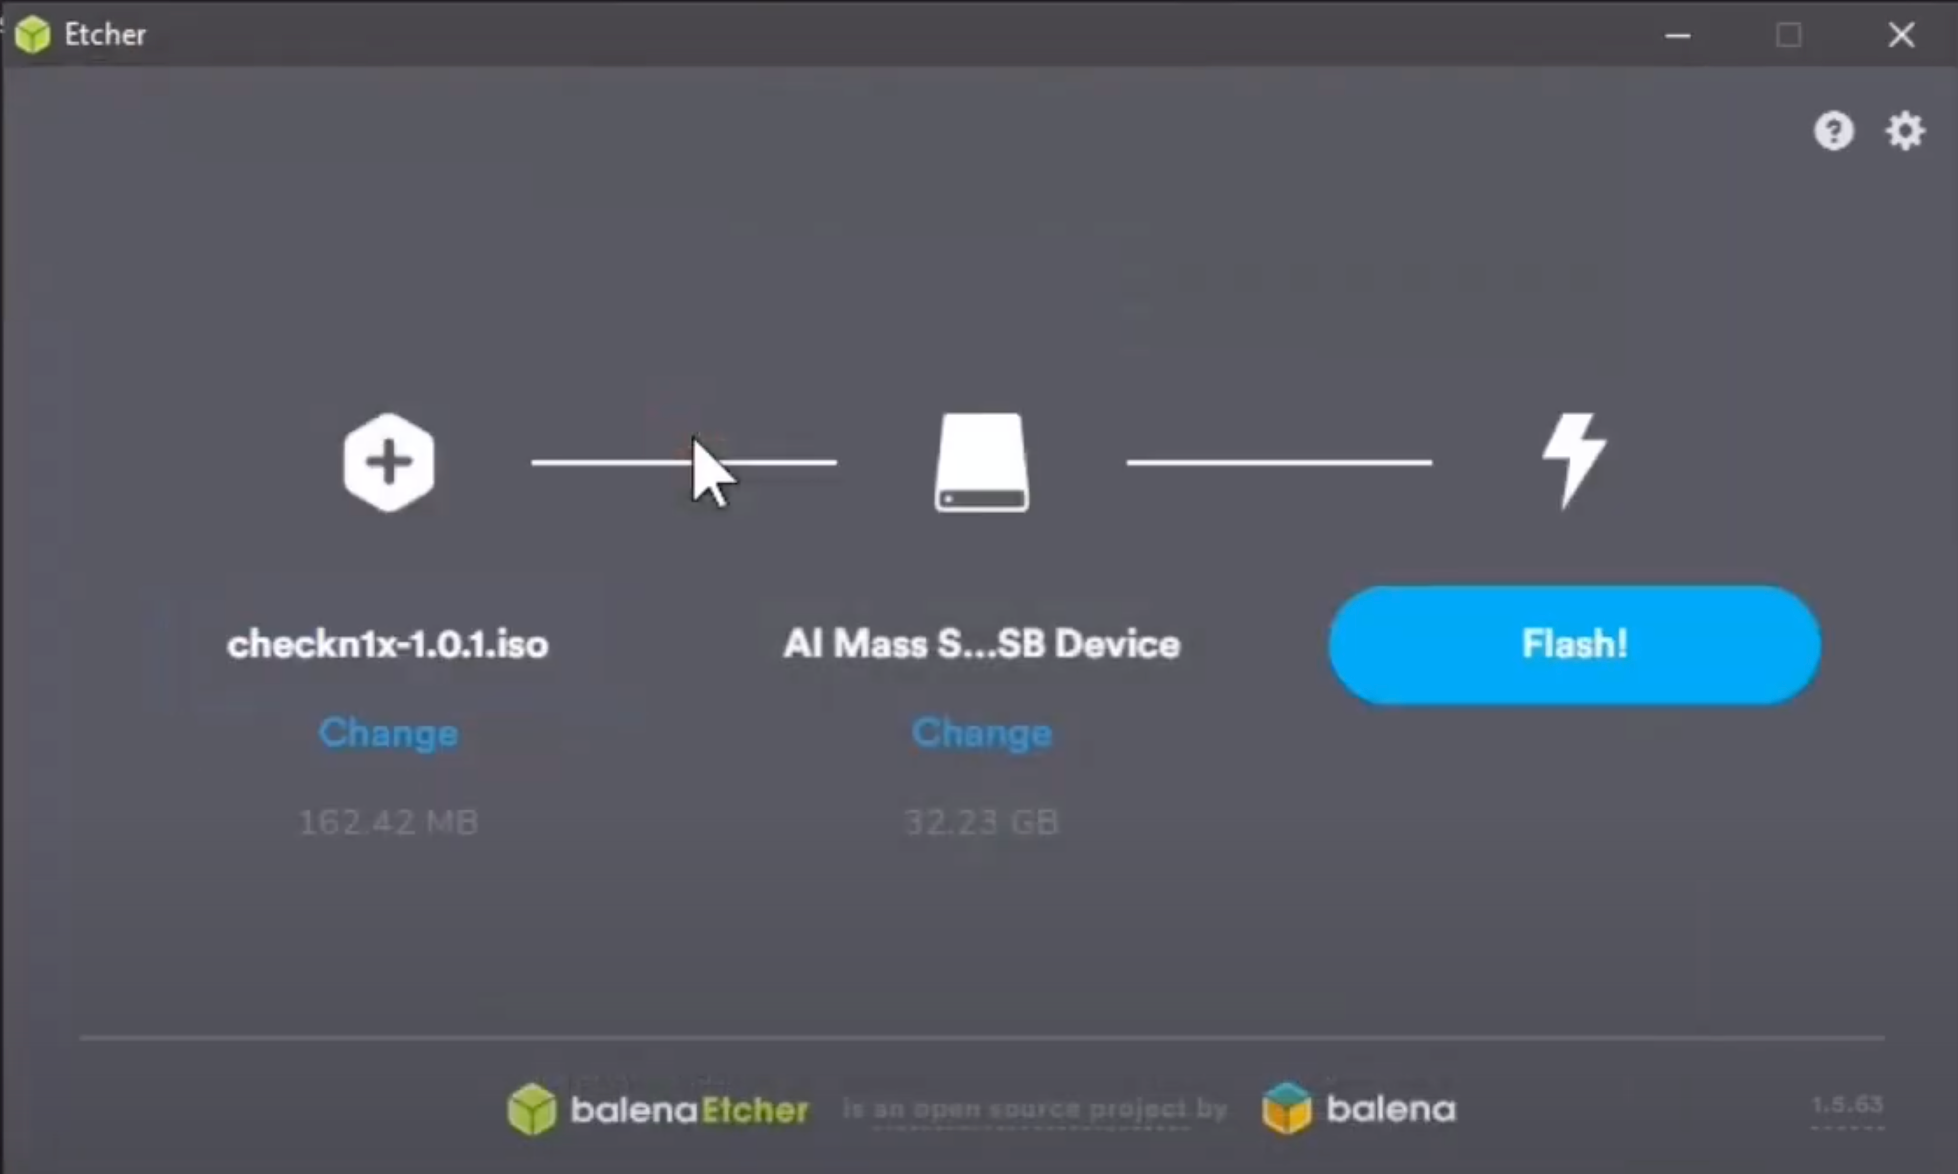 Etcher
checkn1x-1.0.1.iso
AI Mass S...SB Device
Flash!
Change
Change
162.42 MB
32.23 GB
balenaEtcher is an open source project by balena
1.5.63